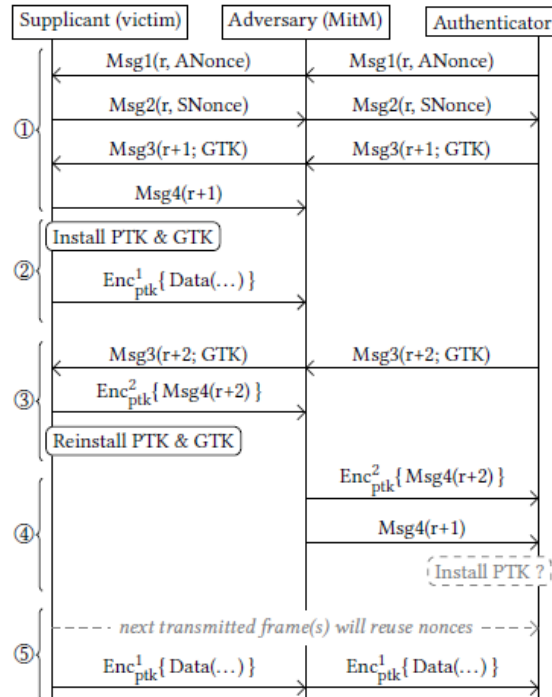 Supplicant (victim) Adversary (MitM) Authenticator
Msg1(r, ANonce) Msg1(r, ANonce)
Msg2(r, SNonce) Msg2(r, SNonce)
①
Msg3(r+1; GTK) Msg3(r+1; GTK)
Msg4(r+1)
Install PTK & GTK
②
Enc¹ptk{ Data(…) }
Msg3(r+2; GTK) Msg3(r+2; GTK)
③
Enc²ptk{ Msg4(r+2) }
Reinstall PTK & GTK
Enc²ptk{ Msg4(r+2) }
④
Msg4(r+1)
Install PTK ?
next transmitted frame(s) will reuse nonces
⑤
Enc¹ptk{ Data(…) } Enc¹ptk{ Data(…) }